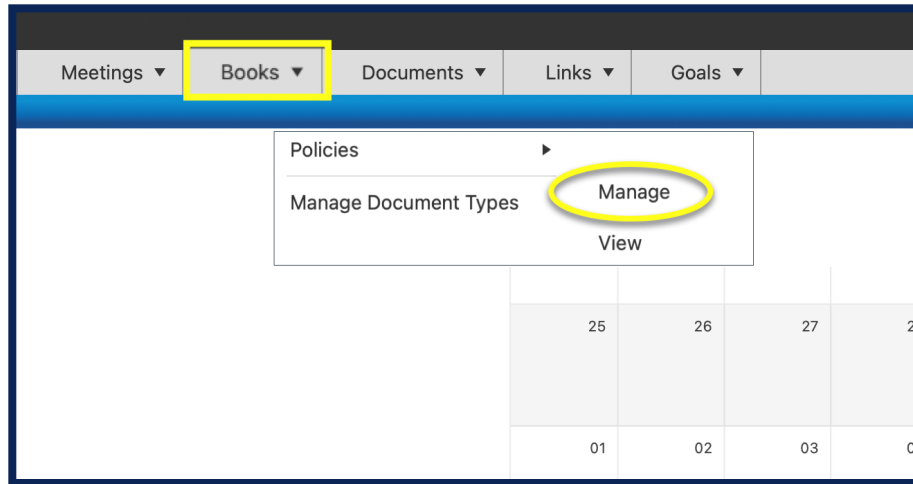 Meetings ▼ Books ▼ Documents ▼ Links ▼ Goals ▼
Policies ▶
Manage
Manage Document Types
View
25 26 27
01 02 03